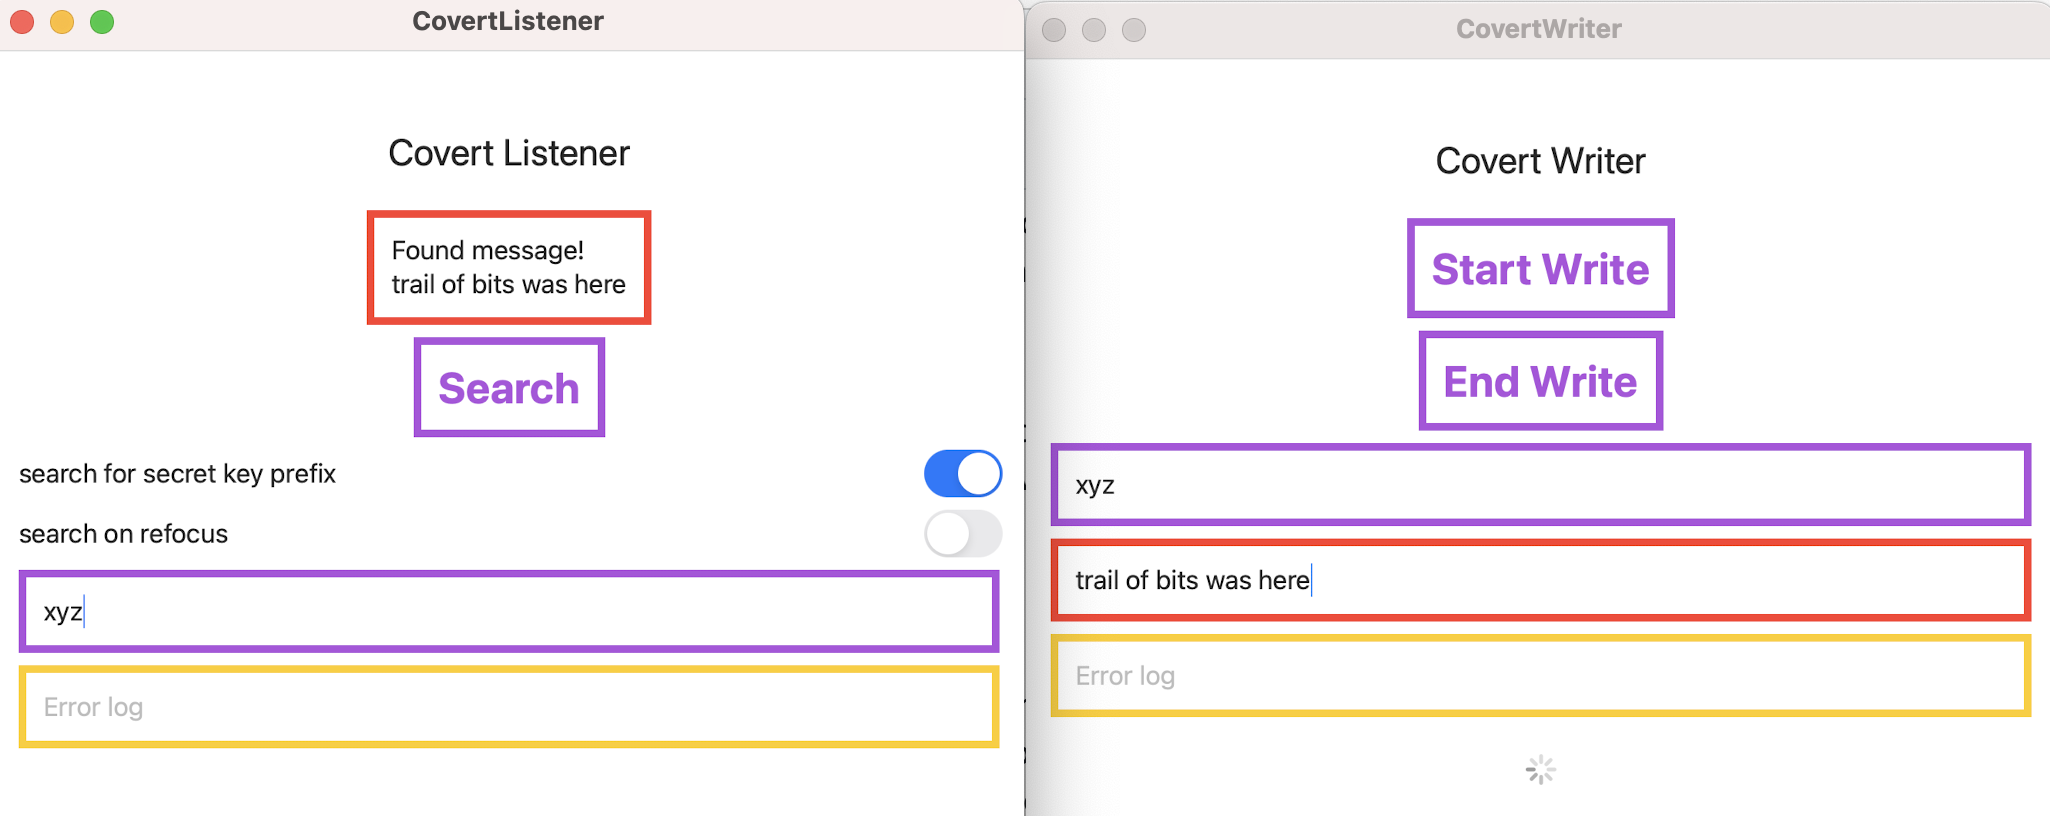 CovertListener
Covert Listener
Found message!
trail of bits was here
Search
search for secret key prefix
search on refocus
xyz
Error log
CovertWriter
Covert Writer
Start Write
End Write
xyz
trail of bits was here
Error log